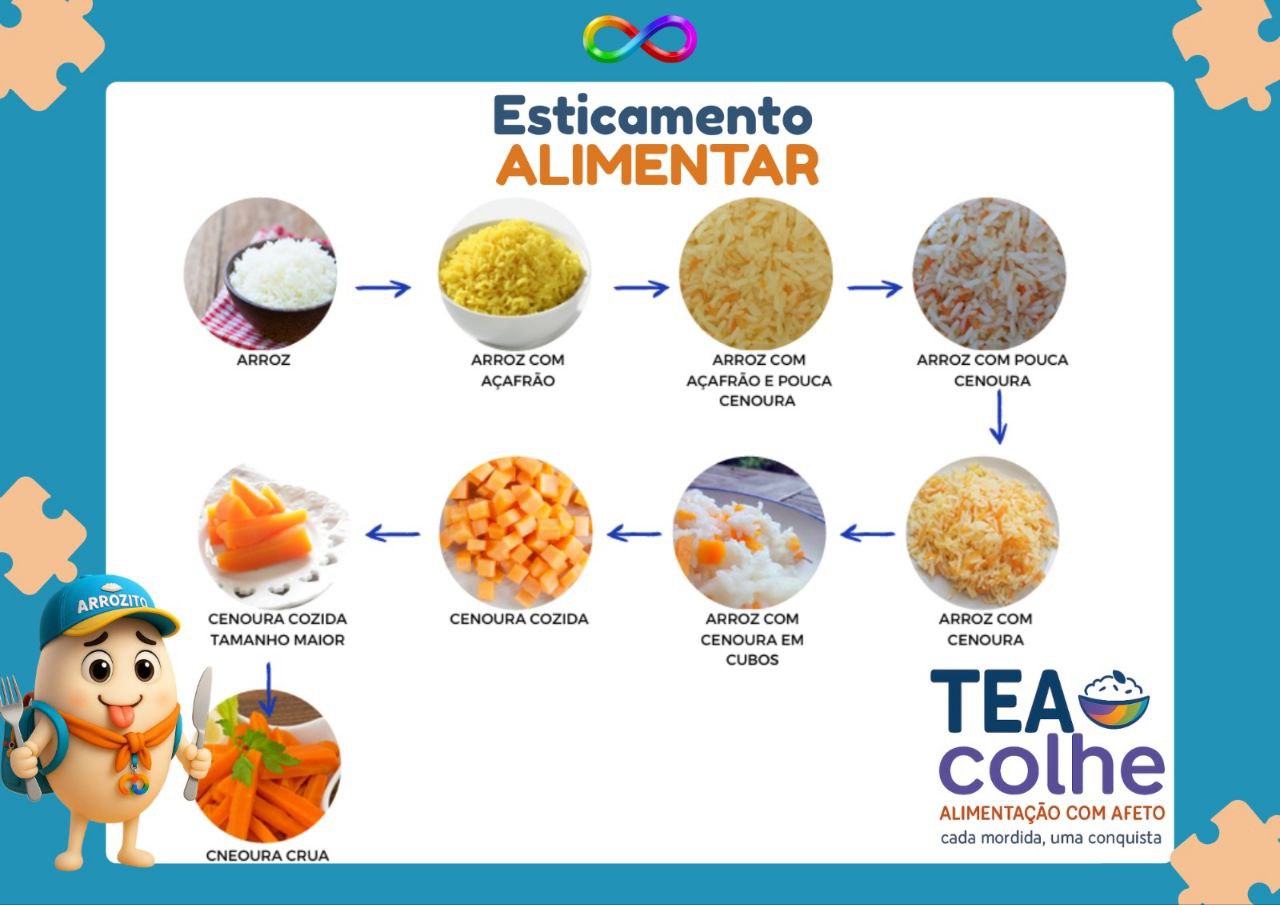 Esticamento
ALIMENTAR
ARROZ
ARROZ COM
AÇAFRÃO
ARROZ COM
AÇAFRÃO E POUCA
CENOURA
ARROZ COM POUCA
CENOURA
CENOURA COZIDA
TAMANHO MAIOR
CENOURA COZIDA
ARROZ COM
CENOURA EM
CUBOS
ARROZ COM
CENOURA
ARROZITO
CNEOURA CRUA
TEA
colhe
ALIMENTAÇÃO COM AFETO
cada mordida, uma conquista